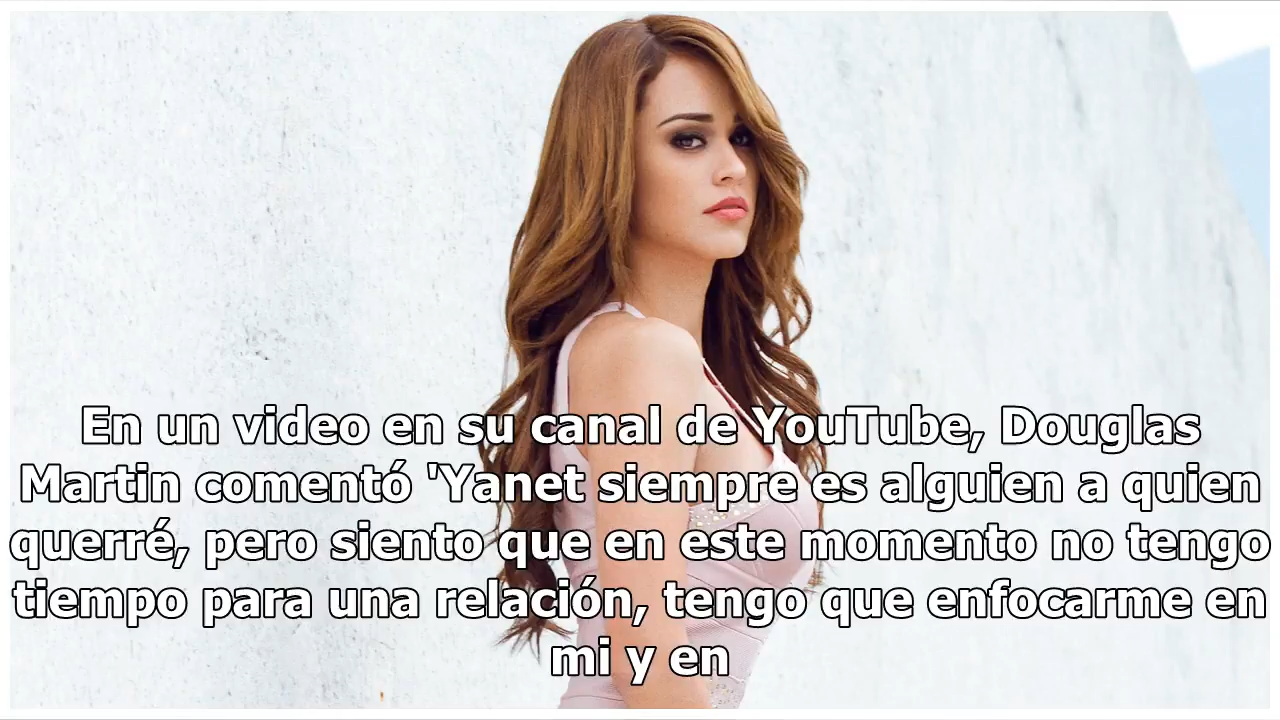 En un video en su canal de YouTube, Douglas
Martin comentó 'Yanet siempre es alguien a quien
querré, pero siento que en este momento no tengo
tiempo para una relación, tengo que enfocarme en
mi y en